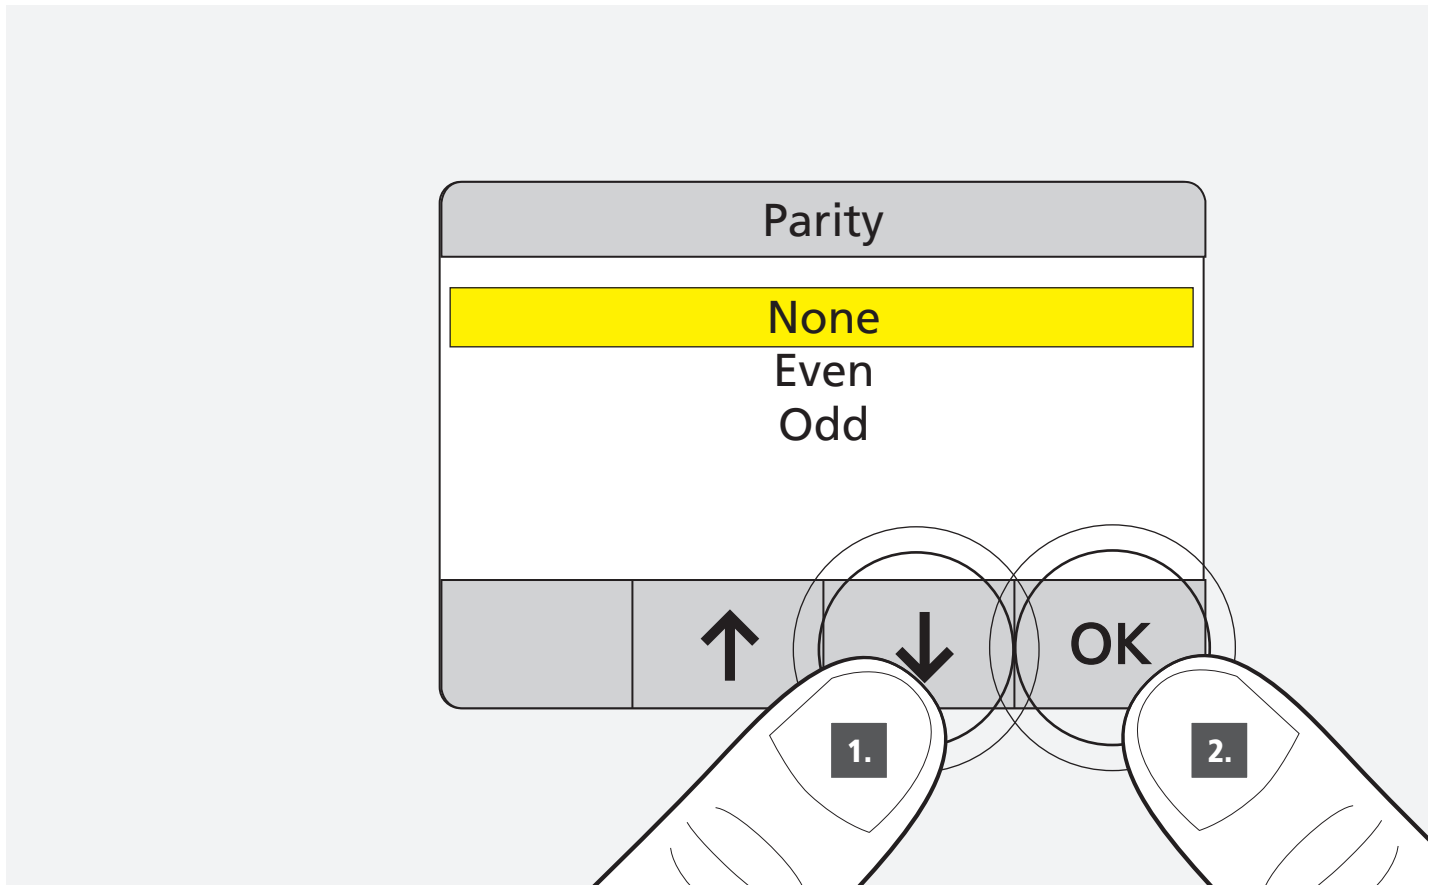 Parity
None
Even
Odd
↑ ↓ OK
1. 2.